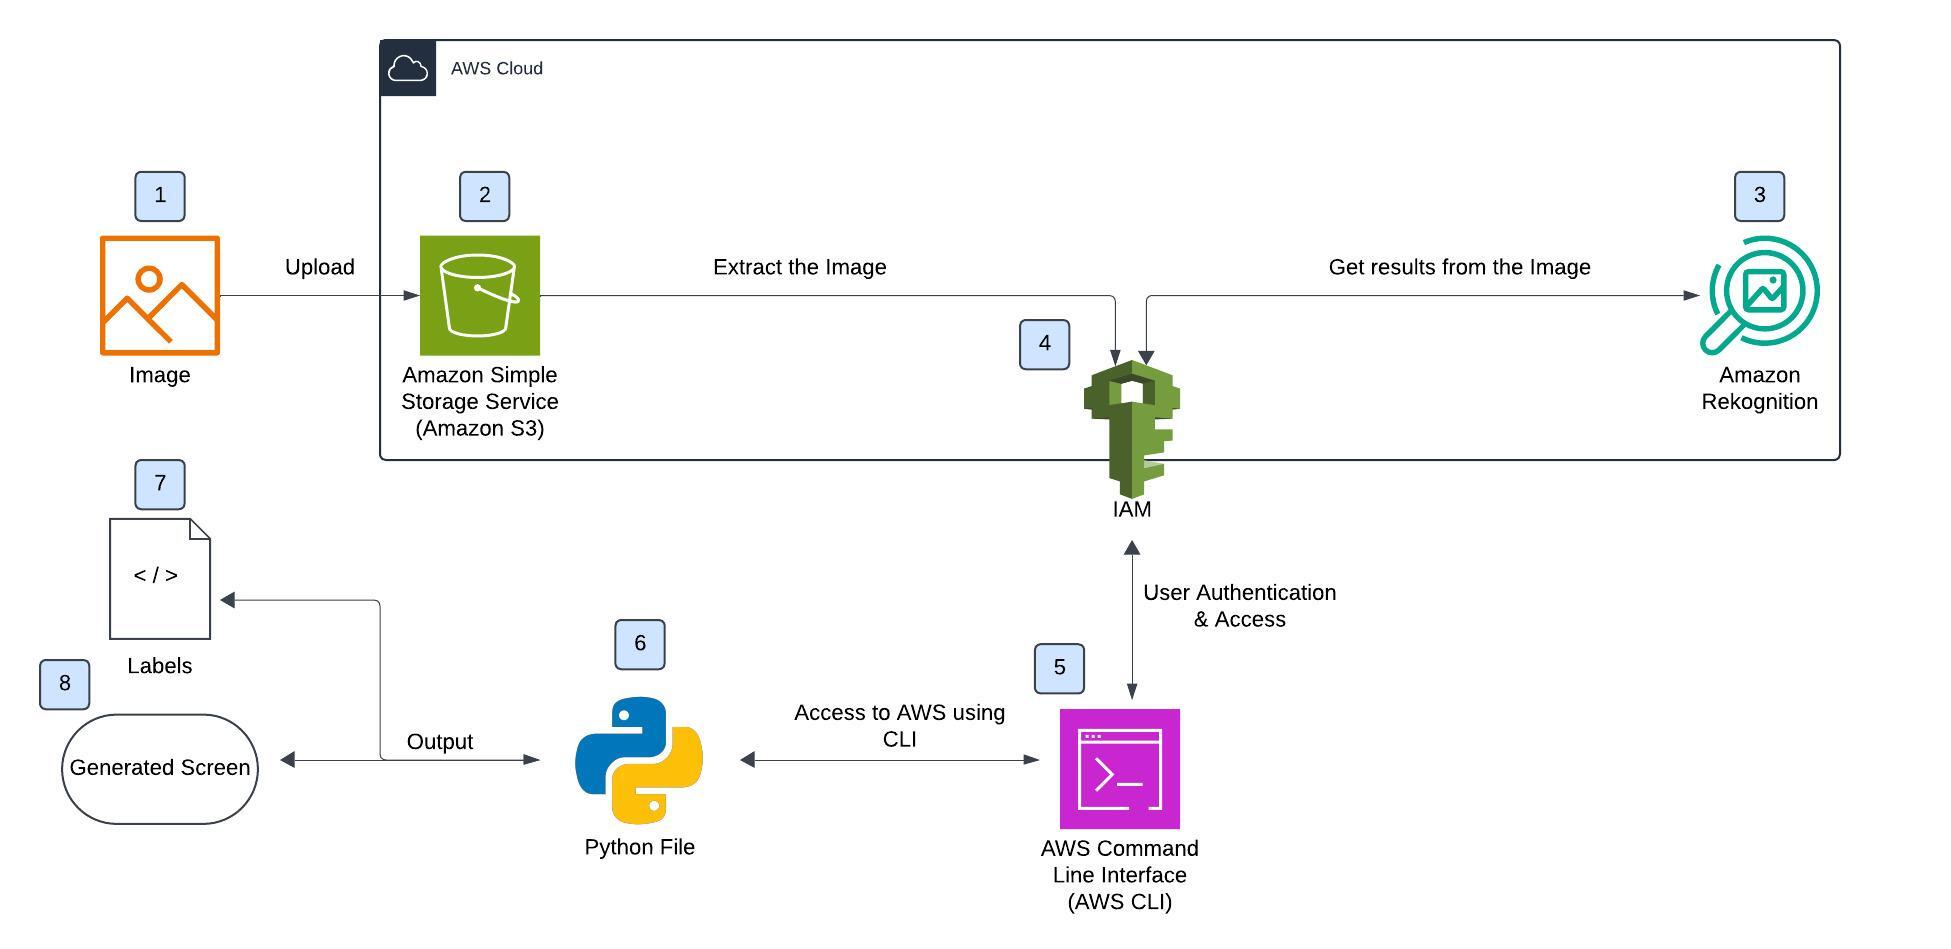 AWS Cloud
1
2
3
Upload
Extract the Image
Get results from the Image
4
Image
Amazon Simple
Storage Service
(Amazon S3)
Amazon
Rekognition
IAM
7
< / >
Labels
User Authentication
& Access
6
5
8
Generated Screen
Output
Access to AWS using
CLI
Python File
AWS Command
Line Interface
(AWS CLI)